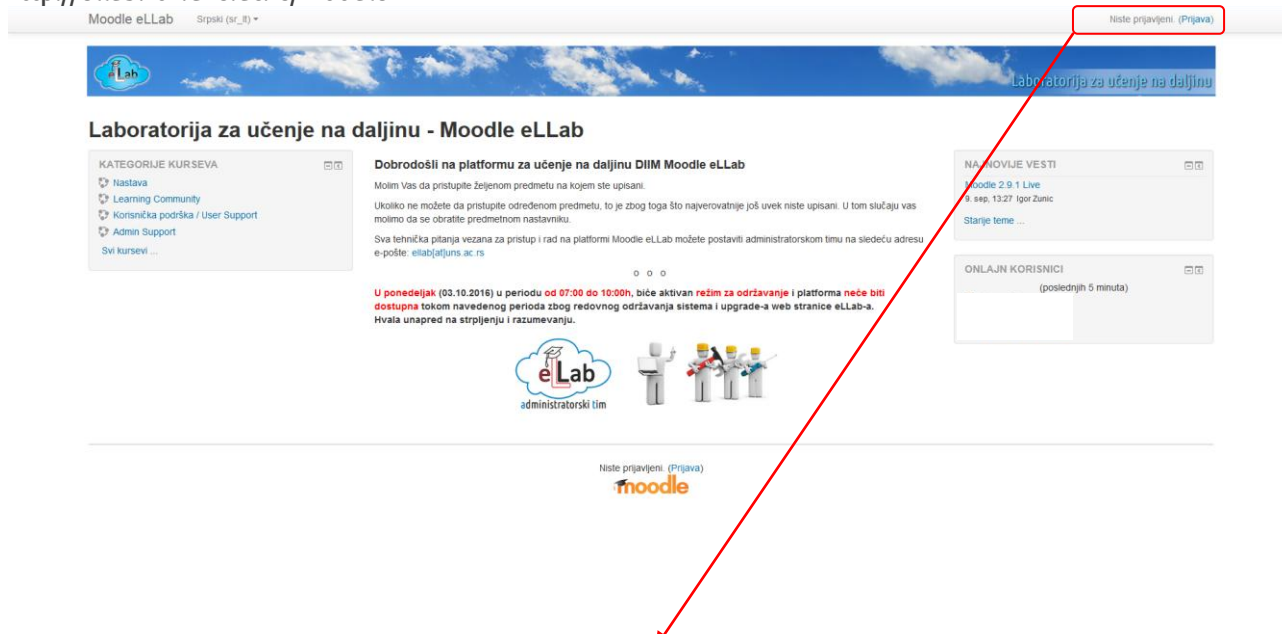 Moodle eLLab Srpski (sr_lt)
Niste prijavljeni. (Prijava)
eLab
Laboratorija za učenje na daljinu
Laboratorija za učenje na daljinu - Moodle eLLab
KATEGORIJE KURSEVA
Nastava
Learning Community
Korisnička podrška / User Support
Admin Support
Svi kursevi ...
Dobrodošli na platformu za učenje na daljinu DIIM Moodle eLLab
Molim Vas da pristupite željenom predmetu na kojem ste upisani.
Ukoliko ne možete da pristupite određenom predmetu, to je zbog toga što najverovatnije još uvek niste upisani. U tom slučaju vas
molimo da se obratite predmetnom nastavniku.
Sva tehnička pitanja vezana za pristup i rad na platformi Moodle eLLab možete postaviti administratorskom timu na sledeću adresu
e-pošte: ellab[at]uns.ac.rs
o o o
U ponedeljak (03.10.2016) u periodu od 07:00 do 10:00h, biće aktivan režim za održavanje i platforma neće biti
dostupna tokom navedenog perioda zbog redovnog održavanja sistema i upgrade-a web stranice eLLab-a.
Hvala unapred na strpljenju i razumevanju.
eLab
administratorski tim
NAJNOVIJE VESTI
Moodle 2.9.1 Live
9. sep, 13:27 Igor Zunic
Starije teme ...
ONLAJN KORISNICI
(poslednjih 5 minuta)
Niste prijavljeni. (Prijava)
moodle